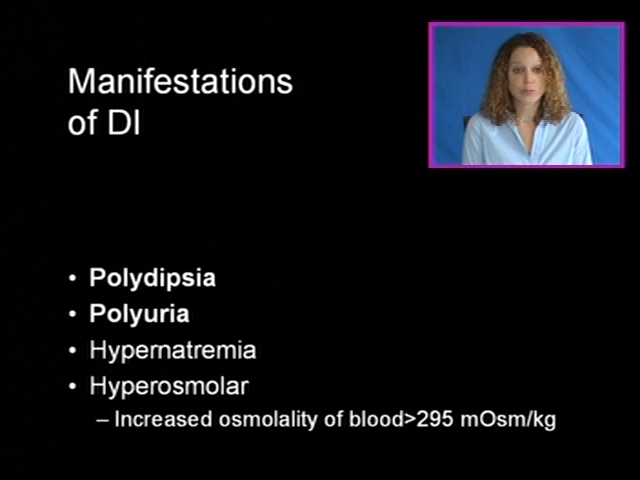 Manifestations
of DI
• Polydipsia
• Polyuria
• Hypernatremia
• Hyperosmolar
– Increased osmolality of blood>295 mOsm/kg